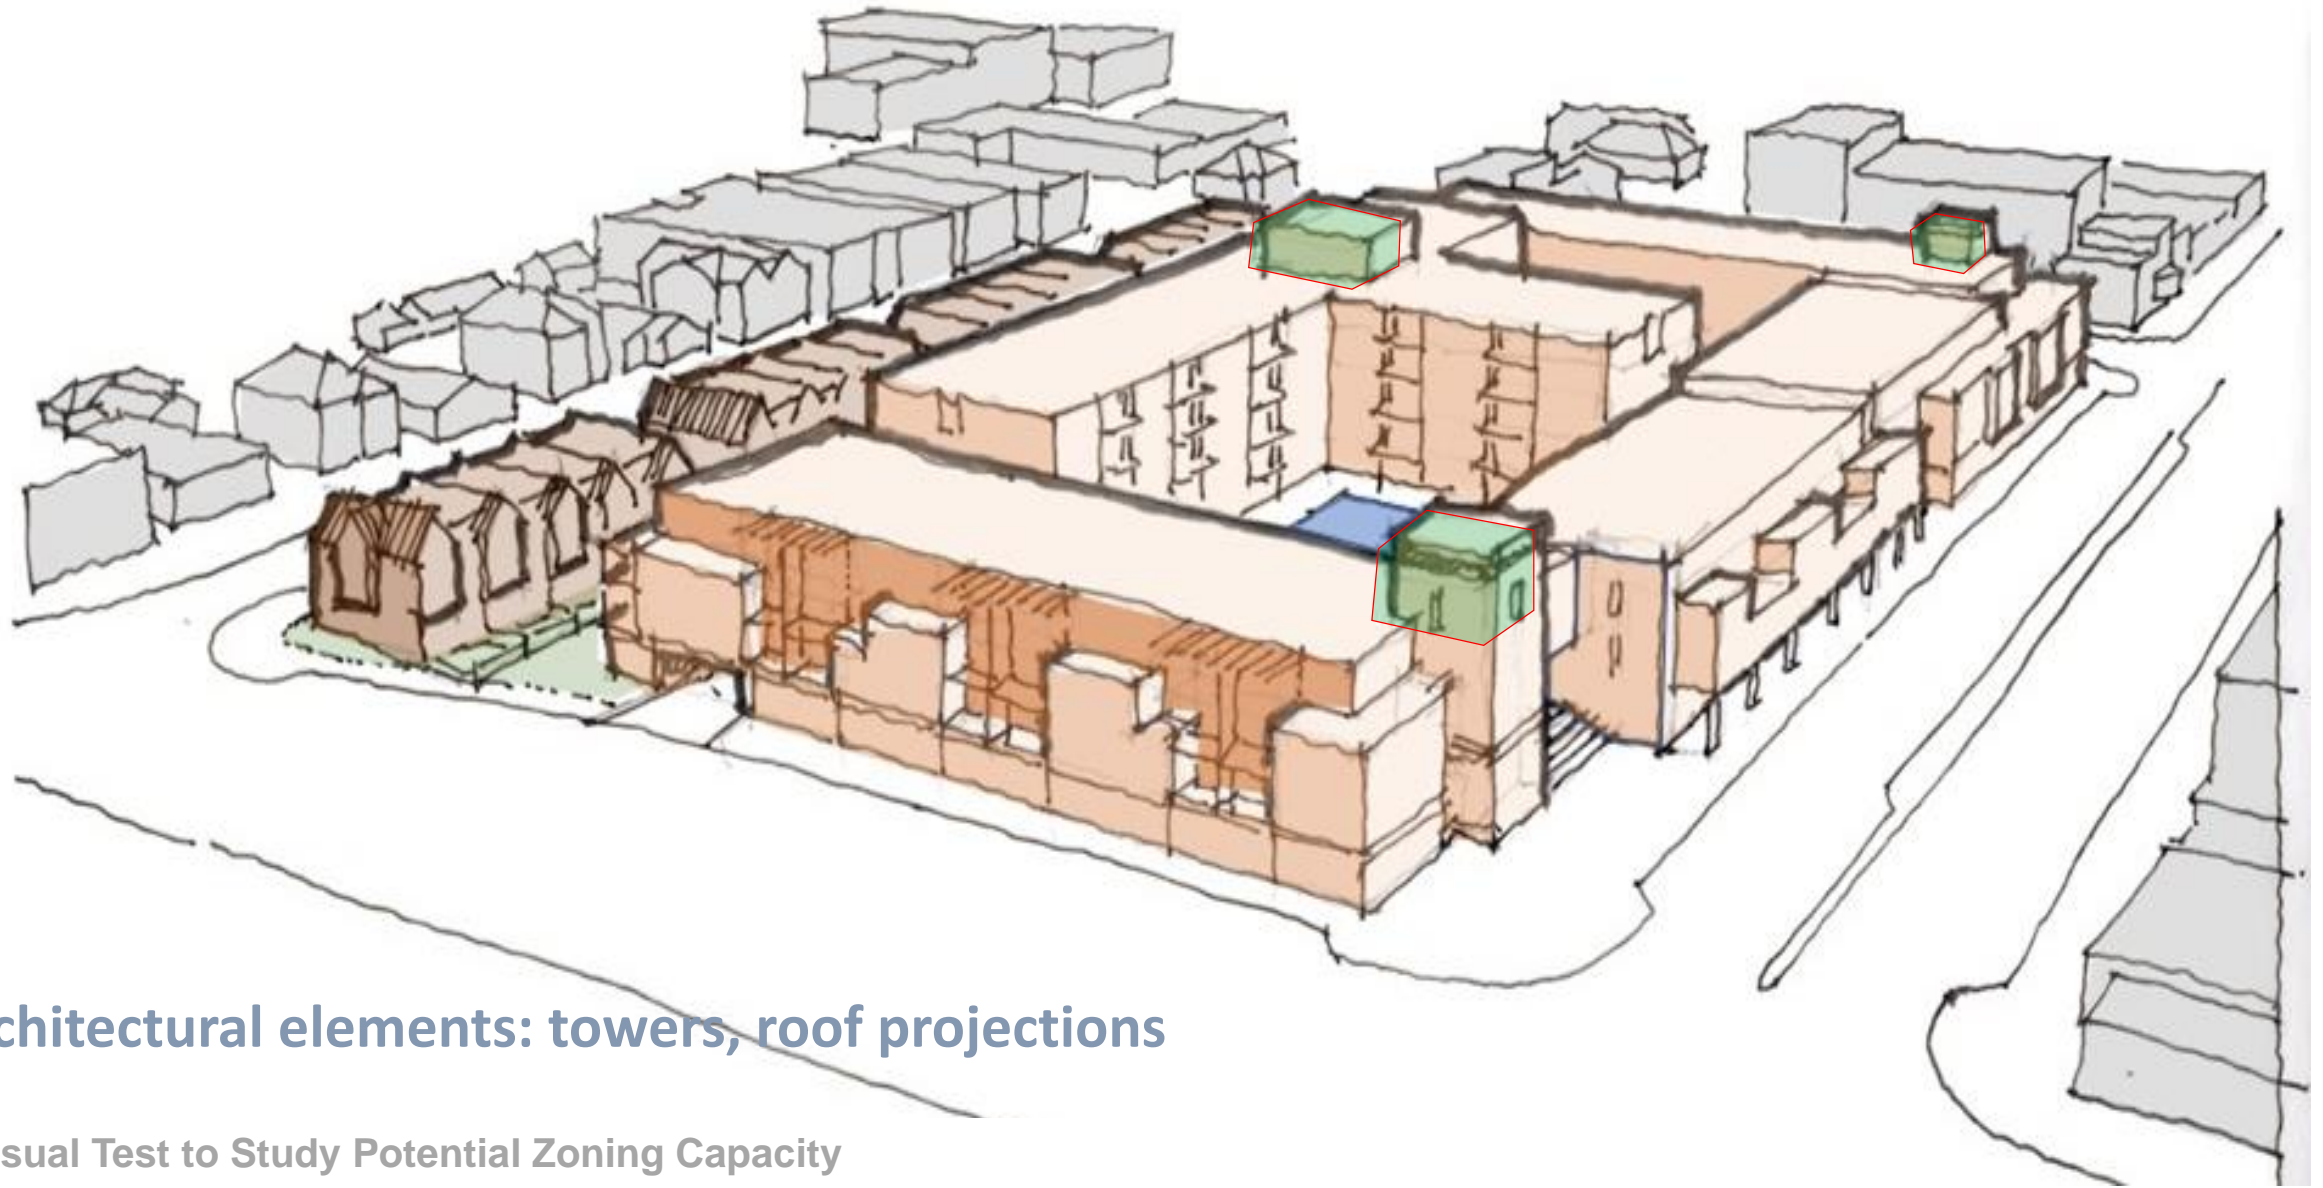 chitectural elements: towers, roof projections
sual Test to Study Potential Zoning Capacity